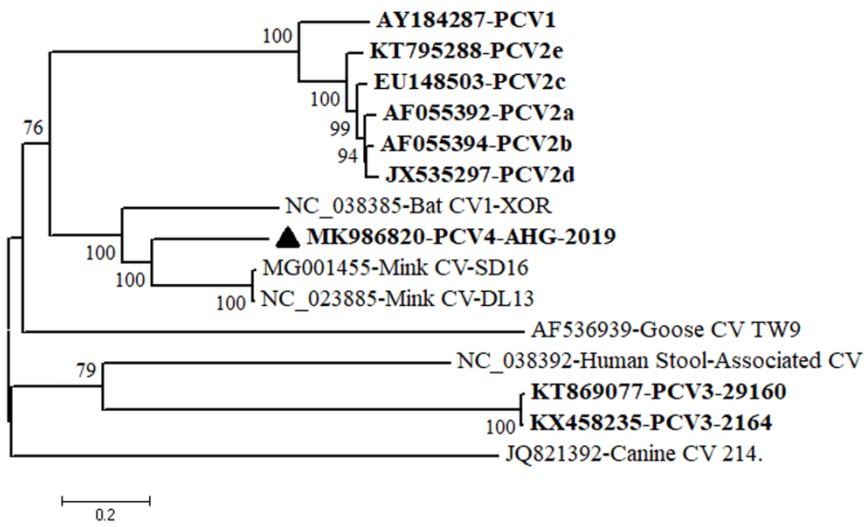 AY184287-PCV1
100
KT795288-PCV2e
EU148503-PCV2c
100
AF055392-PCV2a
99
76
AF055394-PCV2b
94
JX535297-PCV2d
NC_038385-Bat CV1-XOR
MK986820-PCV4-AHG-2019
100
MG001455-Mink CV-SD16
100
NC_023885-Mink CV-DL13
100
AF536939-Goose CV TW9
NC_038392-Human Stool-Associated CV
79
KT869077-PCV3-29160
KX458235-PCV3-2164
100
JQ821392-Canine CV 214.
0.2